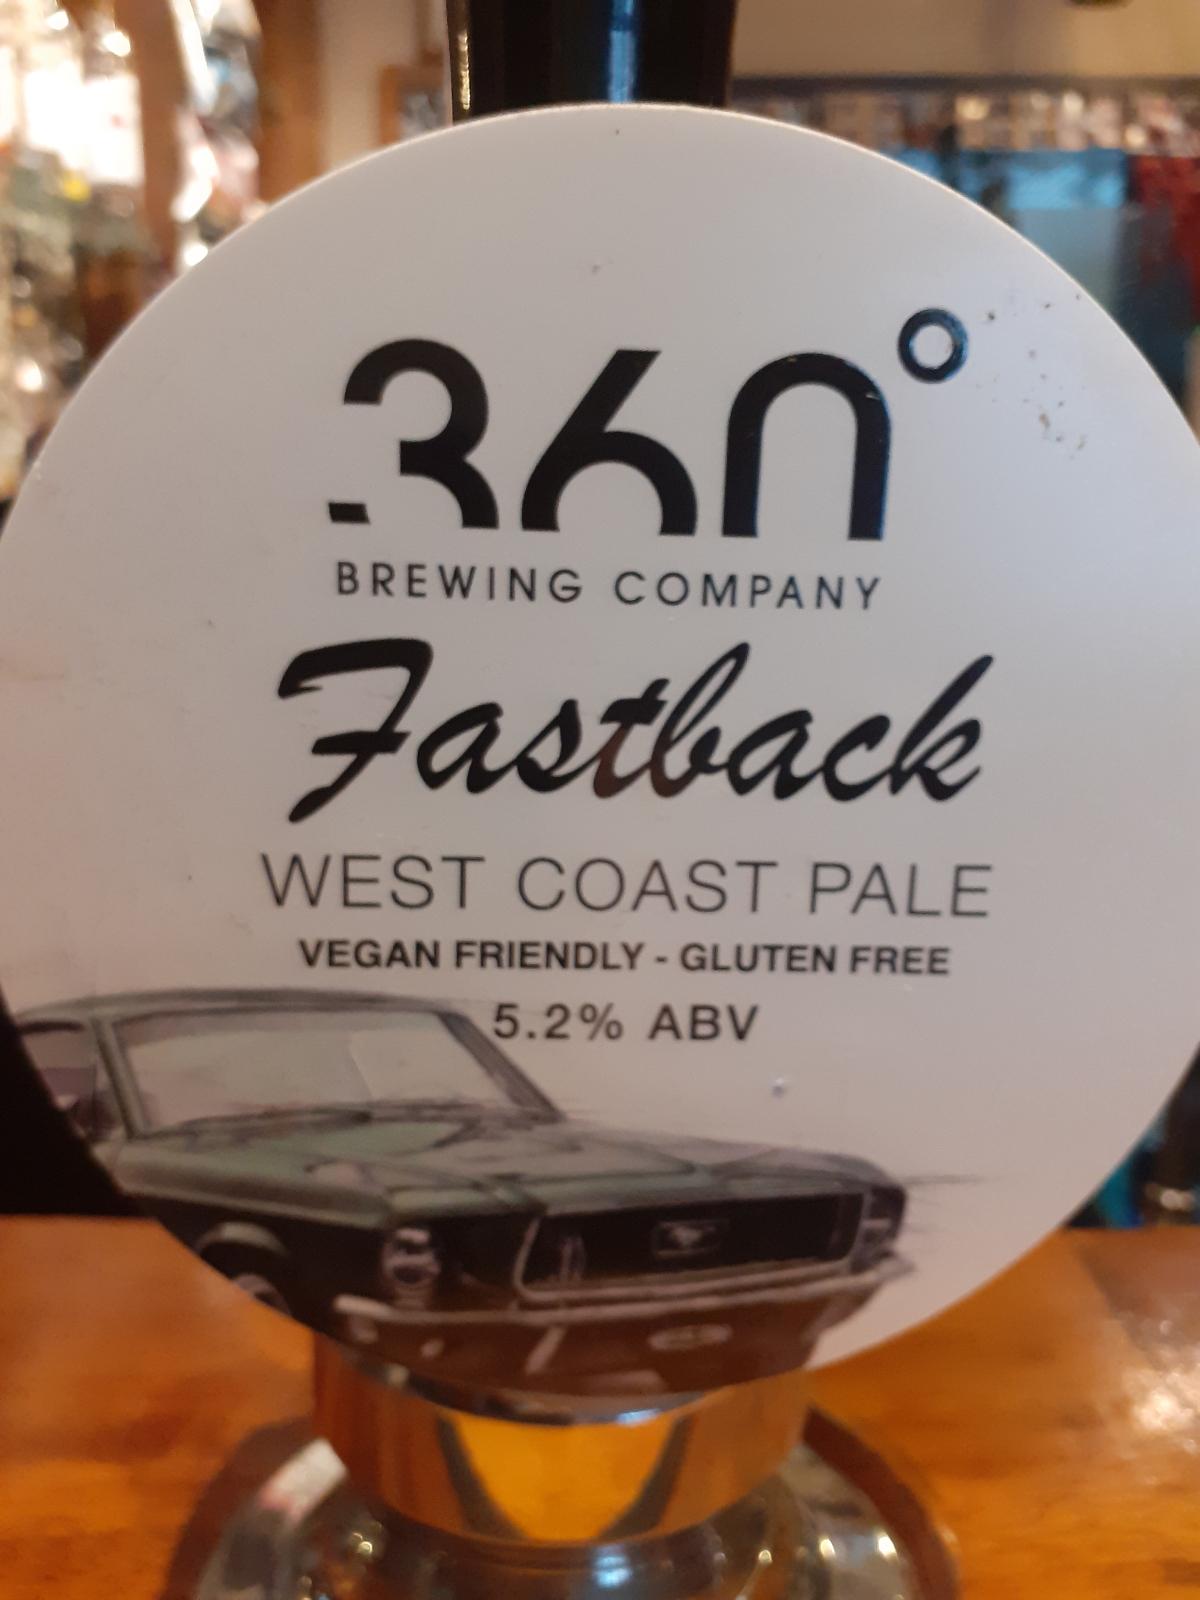 360°
BREWING COMPANY
Fastback
WEST COAST PALE
VEGAN FRIENDLY - GLUTEN FREE
5.2% ABV